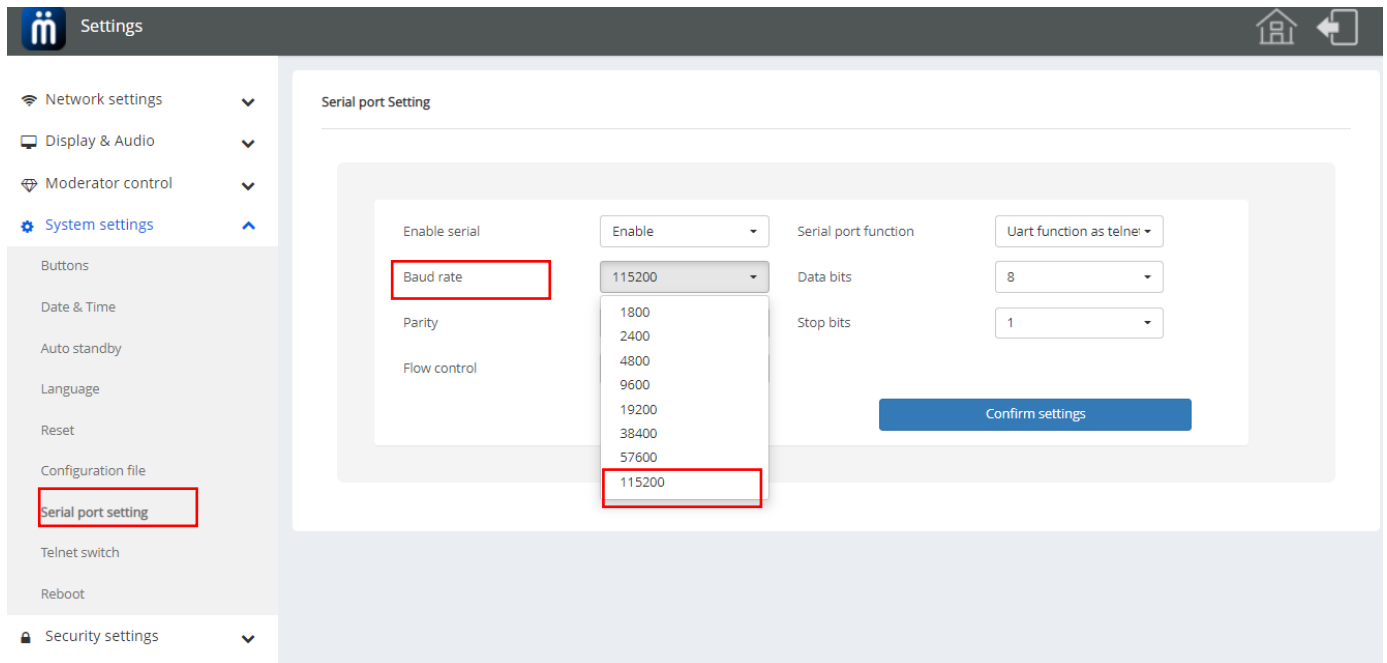 Settings
Network settings
Display & Audio
Moderator control
System settings
Buttons
Date & Time
Auto standby
Language
Reset
Configuration file
Serial port setting
Telnet switch
Reboot
Security settings
Serial port Setting
Enable serial Enable Serial port function Uart function as telnet
Baud rate 115200 Data bits 8
Parity Stop bits 1
Flow control
1800
2400
4800
9600
19200
38400
57600
115200
Confirm settings